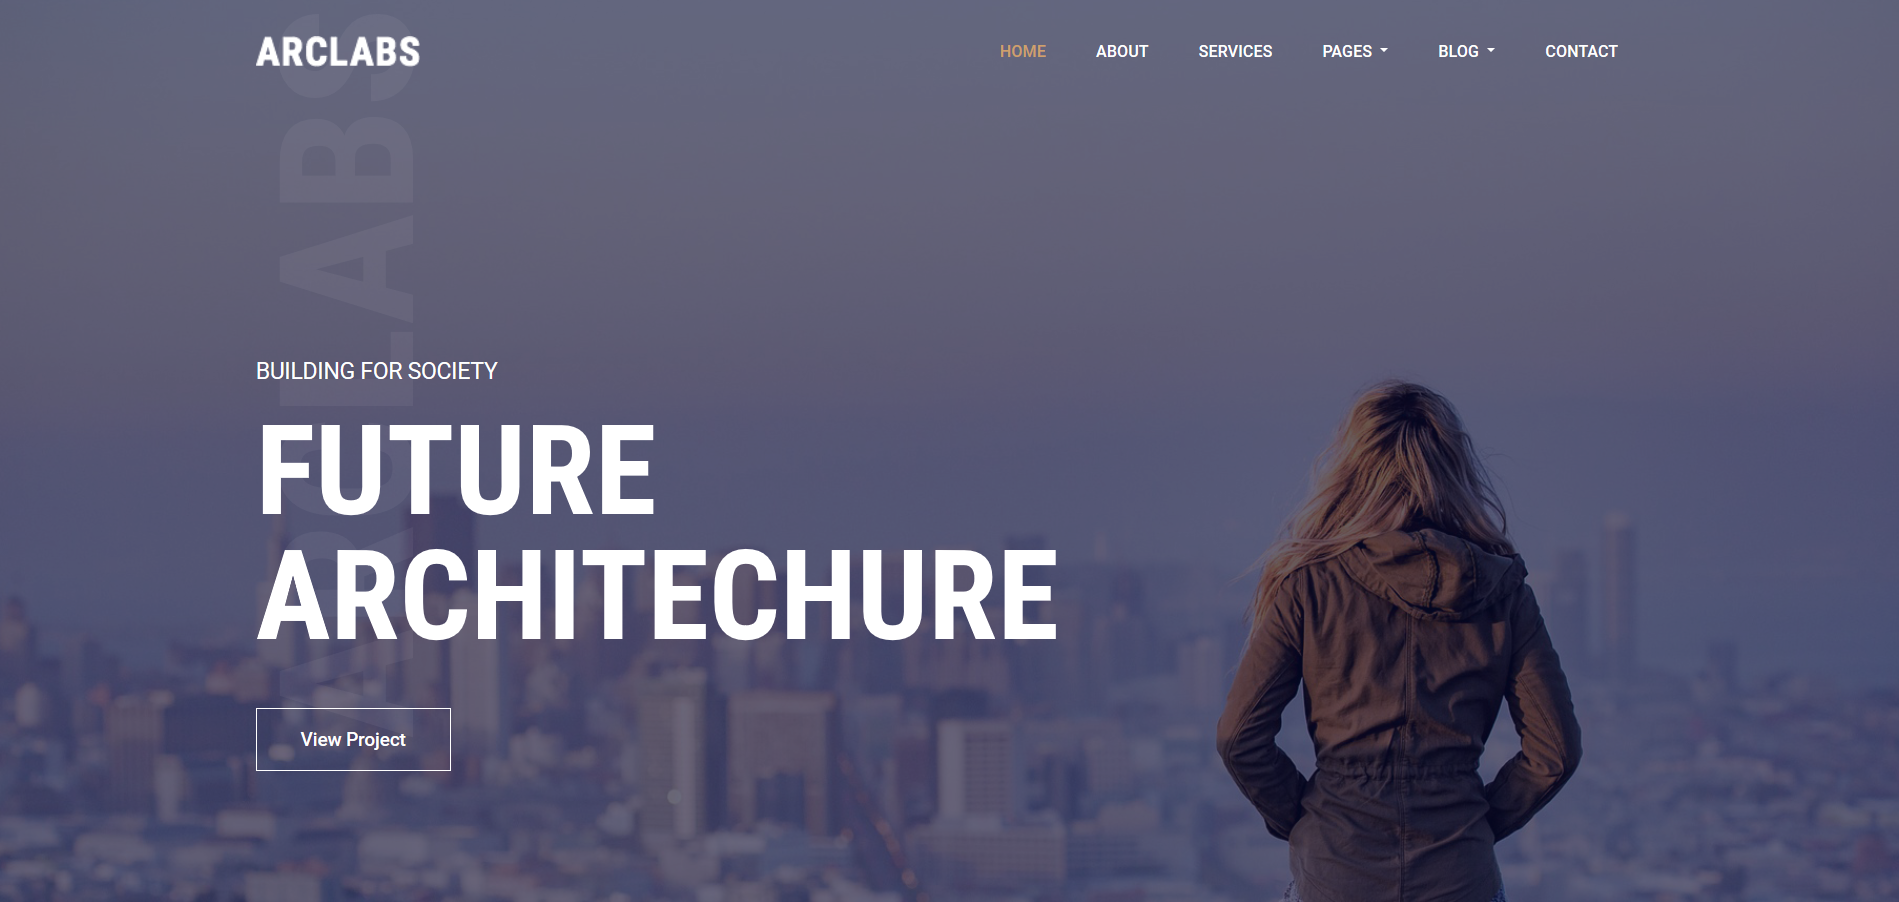 ARCLABS
HOME ABOUT SERVICES PAGES BLOG CONTACT
ARCLABS
BUILDING FOR SOCIETY
FUTURE
ARCHITECHURE
View Project